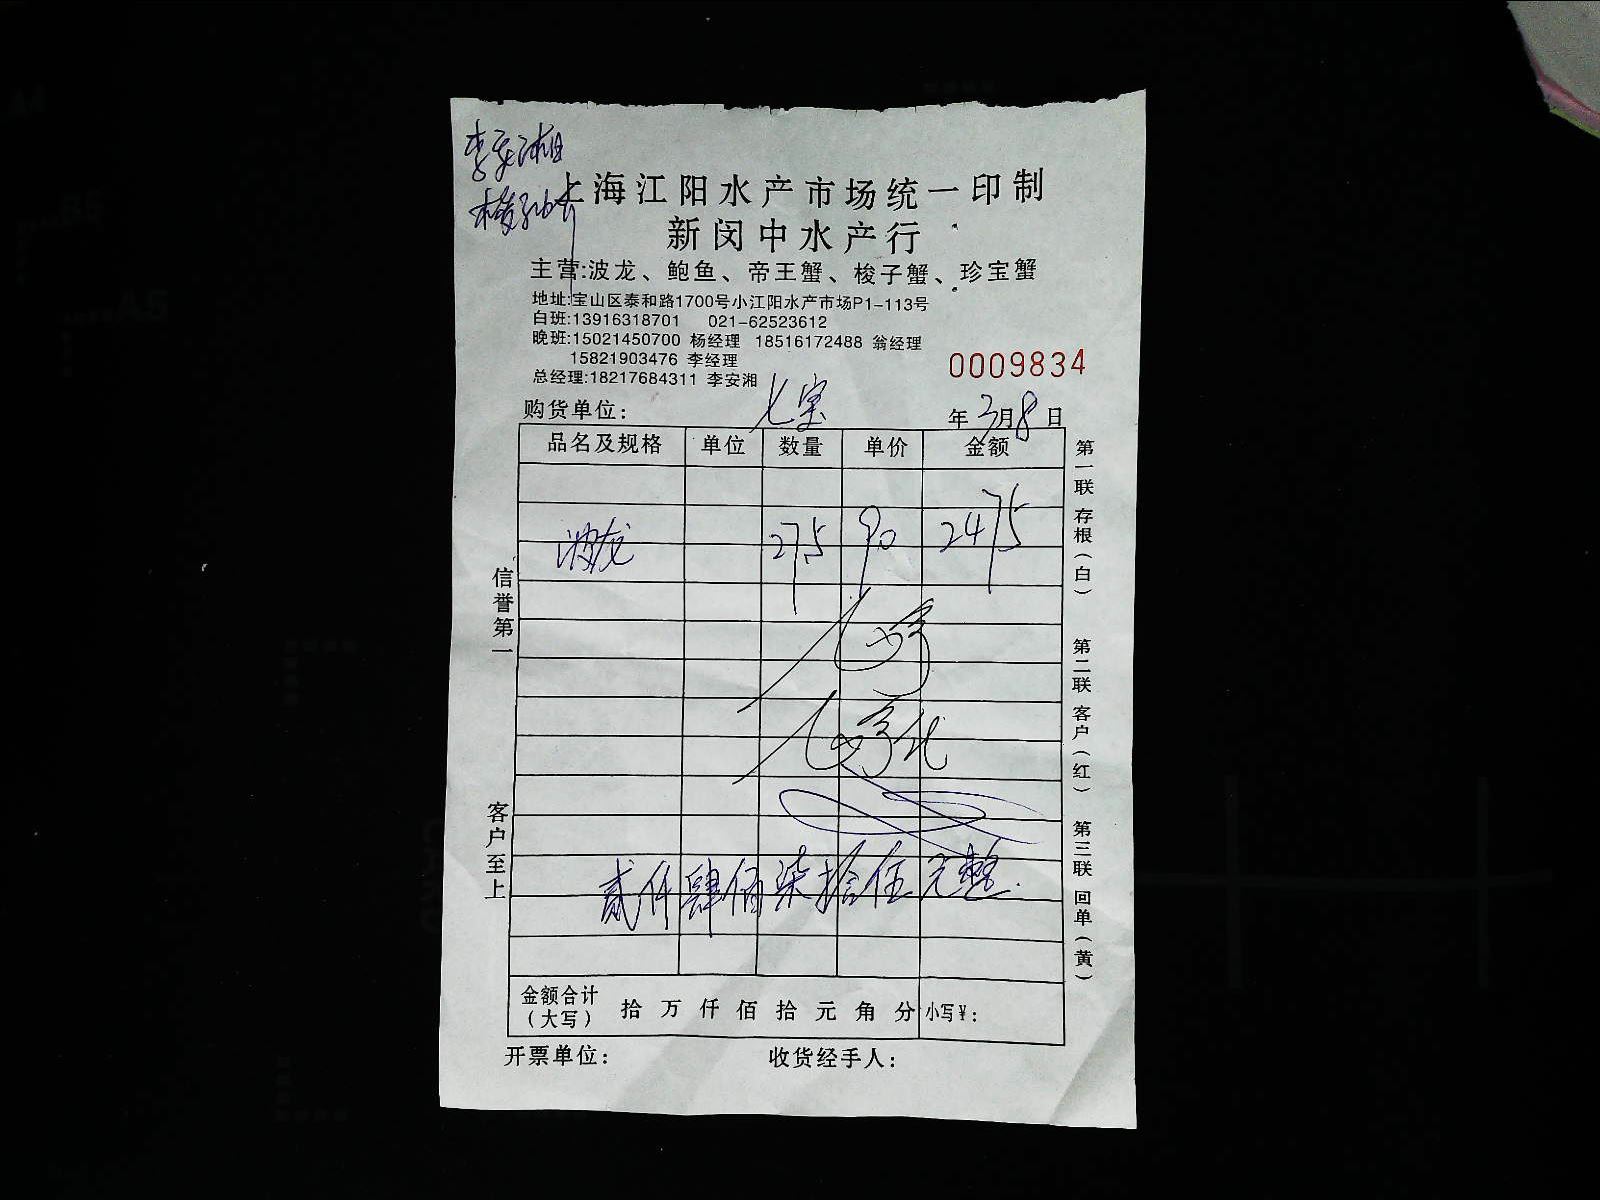 李安湘
上海江阳水产市场统一印制
新闵中水产行
主营:波龙、鲍鱼、帝王蟹、梭子蟹、珍宝蟹
地址:宝山区泰和路1700号小江阳水产市场P1-113号
白班:13916318701 021-62523612
晚班:15021450700 杨经理 18516172488 翁经理
15821903476 李经理
总经理:18217684311 李安湘
0009834
购货单位: 七宝
年 3月8日
品名及规格 单位 数量 单价 金额
波龙 27.5 90 2475
贰仟肆佰柒拾伍元整
金额合计
（大写） 拾 万 仟 佰 拾 元 角 分 小写￥:
开票单位: 收货经手人:
信誉第一
客户至上
第一联 存根（白）
第二联 客户（红）
第三联 回单（黄）